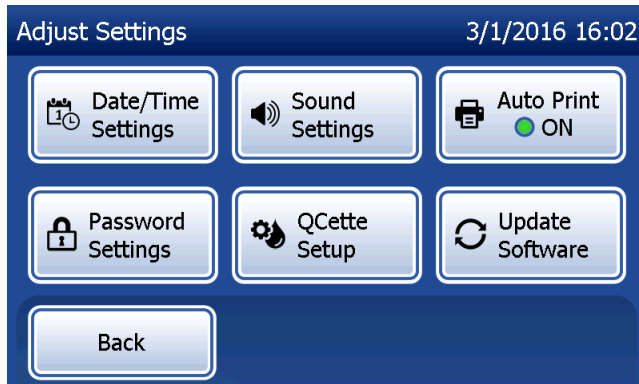 Adjust Settings 3/1/2016 16:02
Date/Time
Settings
Sound
Settings
Auto Print
ON
Password
Settings
QCette
Setup
Update
Software
Back